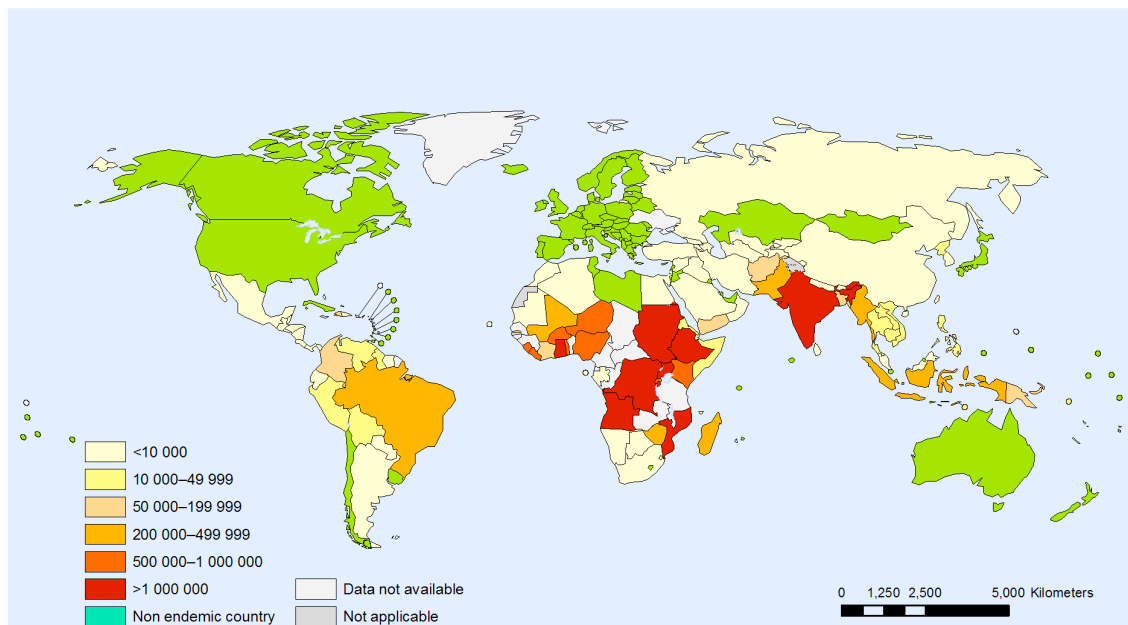 <10 000
10 000–49 999
50 000–199 999
200 000–499 999
500 000–1 000 000
>1 000 000
Non endemic country
Data not available
Not applicable
0 1,250 2,500 5,000 Kilometers